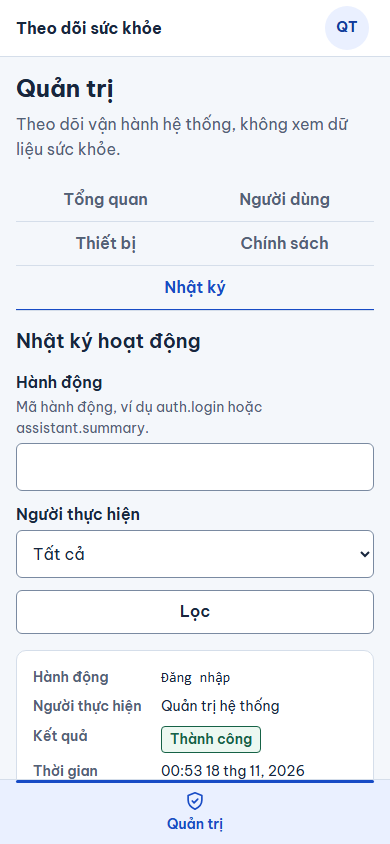 Theo dõi sức khỏe
QT
Quản trị
Theo dõi vận hành hệ thống, không xem dữ
liệu sức khỏe.
Tổng quan
Người dùng
Thiết bị
Chính sách
Nhật ký
Nhật ký hoạt động
Hành động
Mã hành động, ví dụ auth.login hoặc
assistant.summary.
Người thực hiện
Tất cả
Lọc
Hành động Đăng nhập
Người thực hiện Quản trị hệ thống
Kết quả Thành công
Thời gian 00:53 18 thg 11, 2026
Quản trị